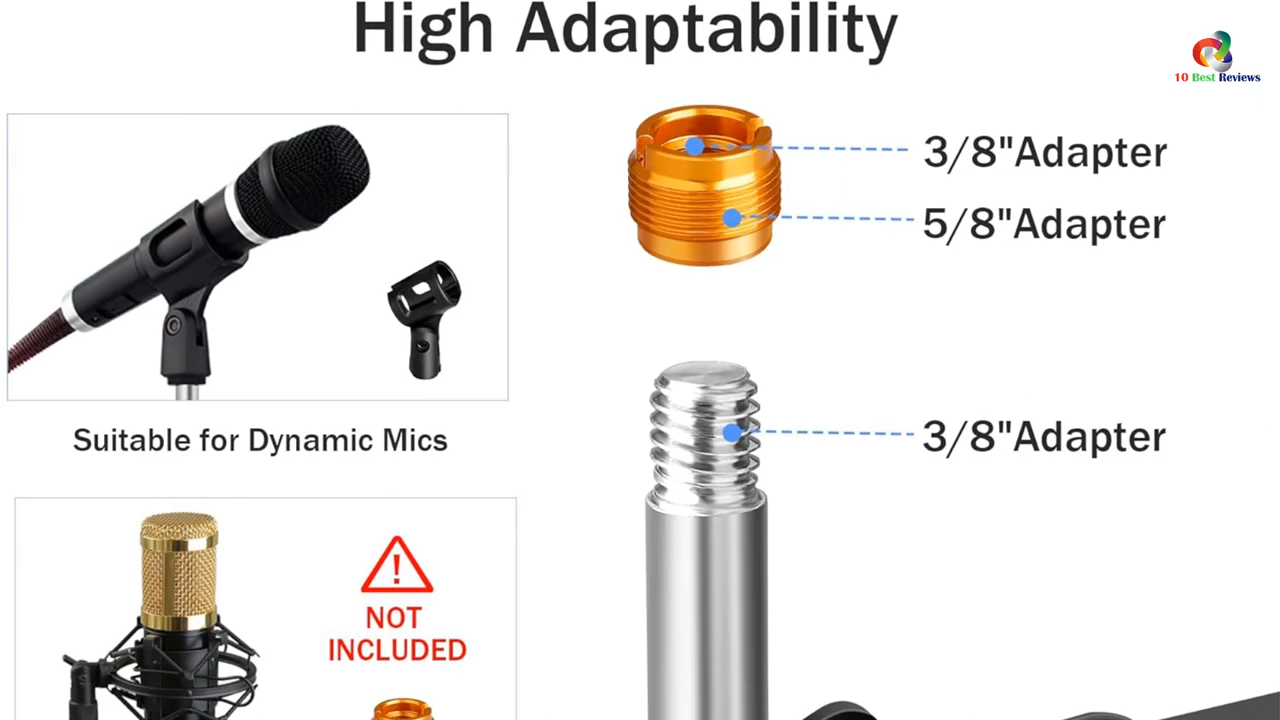 High Adaptability
10 Best Reviews
3/8"Adapter
5/8"Adapter
Suitable for Dynamic Mics
3/8"Adapter
!
NOT
INCLUDED